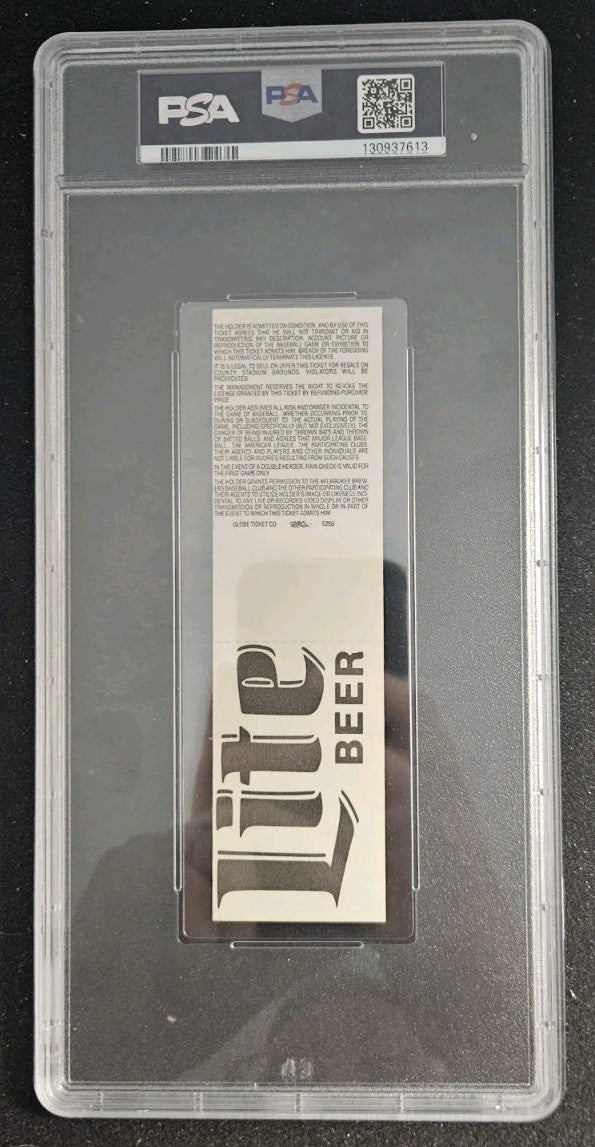 PSA
PSA
130937613
THE HOLDER IS ADMITTED ON CONDITION, AND BY USE OF THIS
TICKET AGREES THAT HE WILL NOT TRANSMIT OR AID IN
TRANSMITTING ANY DESCRIPTION, ACCOUNT, PICTURE OR
REPRODUCTION OF THE BASEBALL GAME OR EXHIBITION TO
WHICH THIS TICKET ADMITS HIM. BREACH OF THE FOREGOING
WILL AUTOMATICALLY TERMINATE THIS LICENSE.
IT IS ILLEGAL TO SELL OR OFFER THIS TICKET FOR RESALE ON
COUNTY STADIUM GROUNDS. VIOLATORS WILL BE
PROSECUTED.
THE MANAGEMENT RESERVED THE RIGHT TO REVOKE THE
LICENSE GRANTED BY THIS TICKET BY REFUNDING PURCHASE
PRICE
THE HOLDER ASSUMES ALL RISK AND DANGER INCIDENTAL TO
THE GAME OF BASEBALL, WHETHER OCCURRING PRIOR TO
DURING OR SUBSEQUENT TO, THE ACTUAL PLAYING OF THE
GAME, INCLUDING SPECIFICALLY (BUT NOT EXCLUSIVELY), THE
DANGER OF BEING INJURED BY THROWN BATS AND THROWN
OR BATTED BALLS, AND AGREES THAT MAJOR LEAGUE BASE-
BALL, THE AMERICAN LEAGUE, THE PARTICIPATING CLUBS,
THEIR AGENTS AND PLAYERS AND OTHER INDIVIDUALS ARE
NOT LIABLE FOR INJURIES RESULTING FROM SUCH CAUSES.
IN THE EVENT OF A DOUBLE HEADER, RAIN CHECK IS VALID FOR
THE FIRST GAME ONLY
THE HOLDER GRANTS PERMISSION TO THE MILWAUKEE BREW-
ERS BASEBALL CLUB AND THE OTHER PARTICIPATING CLUB AND
THEIR AGENTS TO UTILIZE HOLDER'S IMAGE OR LIKENESS INCI-
DENTAL TO ANY LIVE OR RECORDED VIDEO DISPLAY OR OTHER
TRANSMISSION OR REPRODUCTION IN WHOLE OR IN PART OF
THE EVENT TO WHICH THIS TICKET ADMITS HIM
GLOBE TICKET CO 0250
Lite
BEER